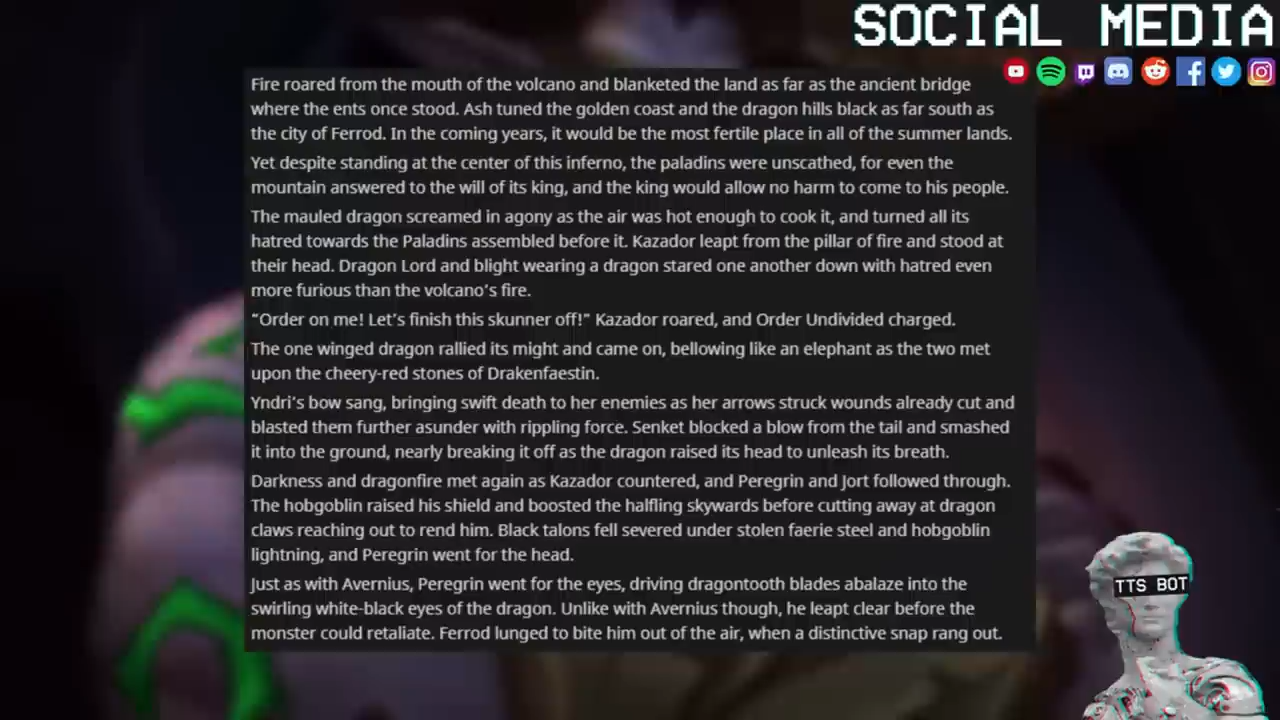 SOCIAL MEDIA
Fire roared from the mouth of the volcano and blanketed the land as far as the ancient bridge
where the ents once stood. Ash tuned the golden coast and the dragon hills black as far south as
the city of Ferrod. In the coming years, it would be the most fertile place in all of the summer lands.
Yet despite standing at the center of this inferno, the paladins were unscathed, for even the
mountain answered to the will of its king, and the king would allow no harm to come to his people.
The mauled dragon screamed in agony as the air was hot enough to cook it, and turned all its
hatred towards the Paladins assembled before it. Kazador leapt from the pillar of fire and stood at
their head. Dragon Lord and blight wearing a dragon stared one another down with hatred even
more furious than the volcano's fire.
“Order on me! Let's finish this skunner off!” Kazador roared, and Order Undivided charged.
The one winged dragon rallied its might and came on, bellowing like an elephant as the two met
upon the cheery-red stones of Drakenfaestin.
Yndri's bow sang, bringing swift death to her enemies as her arrows struck wounds already cut and
blasted them further asunder with rippling force. Senket blocked a blow from the tail and smashed
it into the ground, nearly breaking it off as the dragon raised its head to unleash its breath.
Darkness and dragonfire met again as Kazador countered, and Peregrin and Jort followed through.
The hobgoblin raised his shield and boosted the halfling skywards before cutting away at dragon
claws reaching out to rend him. Black talons fell severed under stolen faerie steel and hobgoblin
lightning, and Peregrin went for the head.
Just as with Avernius, Peregrin went for the eyes, driving dragontooth blades abalaze into the
swirling white-black eyes of the dragon. Unlike with Avernius though, he leapt clear before the
monster could retaliate. Ferrod lunged to bite him out of the air, when a distinctive snap rang out.
TTS BOT